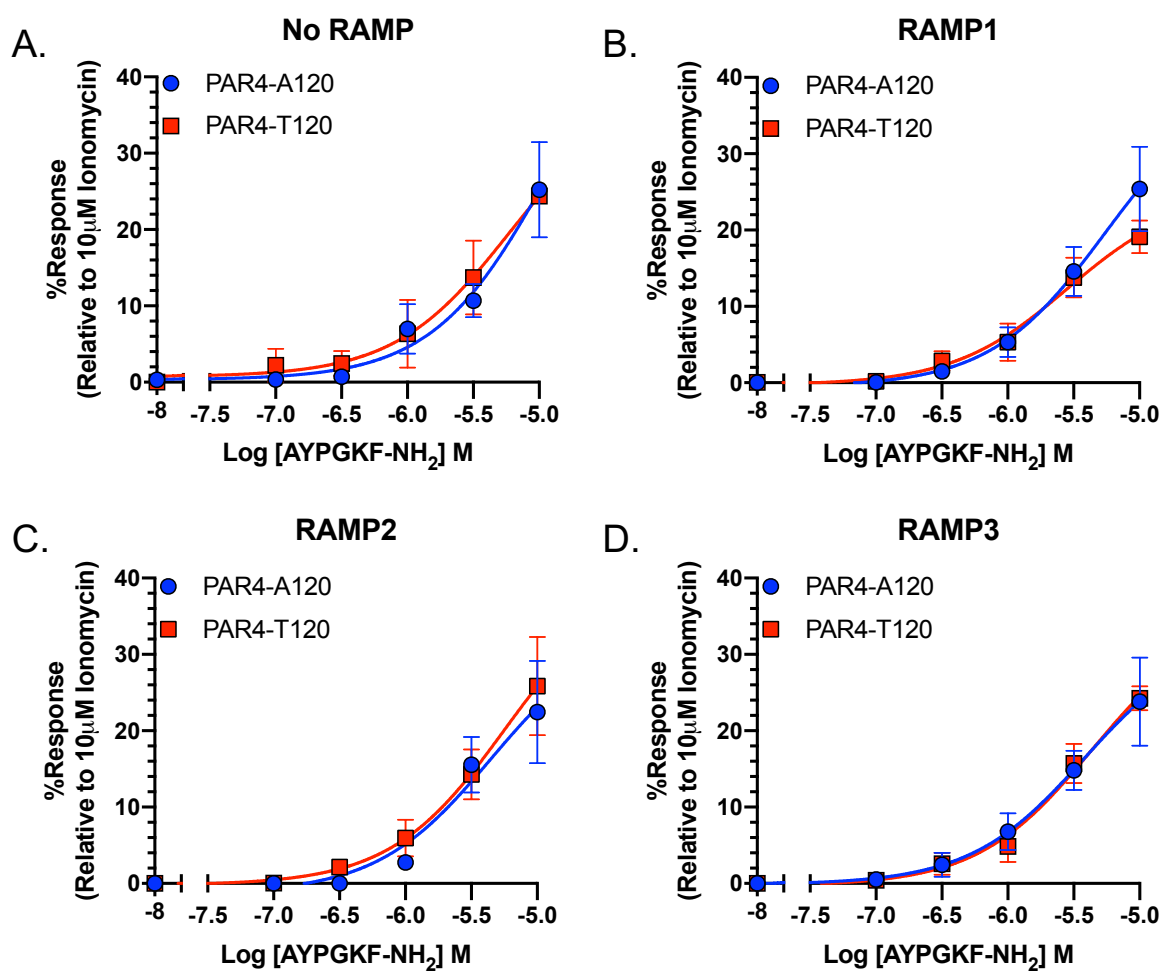 A.
No RAMP
PAR4-A120
PAR4-T120
%Response
(Relative to 10μM Ionomycin)
40
30
20
10
0
-8 -7.5 -7.0 -6.5 -6.0 -5.5 -5.0
Log [AYPGKF-NH2] M
B.
RAMP1
PAR4-A120
PAR4-T120
%Response
(Relative to 10μM Ionomycin)
40
30
20
10
0
-8 -7.5 -7.0 -6.5 -6.0 -5.5 -5.0
Log [AYPGKF-NH2] M
C.
RAMP2
PAR4-A120
PAR4-T120
%Response
(Relative to 10μM Ionomycin)
40
30
20
10
0
-8 -7.5 -7.0 -6.5 -6.0 -5.5 -5.0
Log [AYPGKF-NH2] M
D.
RAMP3
PAR4-A120
PAR4-T120
%Response
(Relative to 10μM Ionomycin)
40
30
20
10
0
-8 -7.5 -7.0 -6.5 -6.0 -5.5 -5.0
Log [AYPGKF-NH2] M